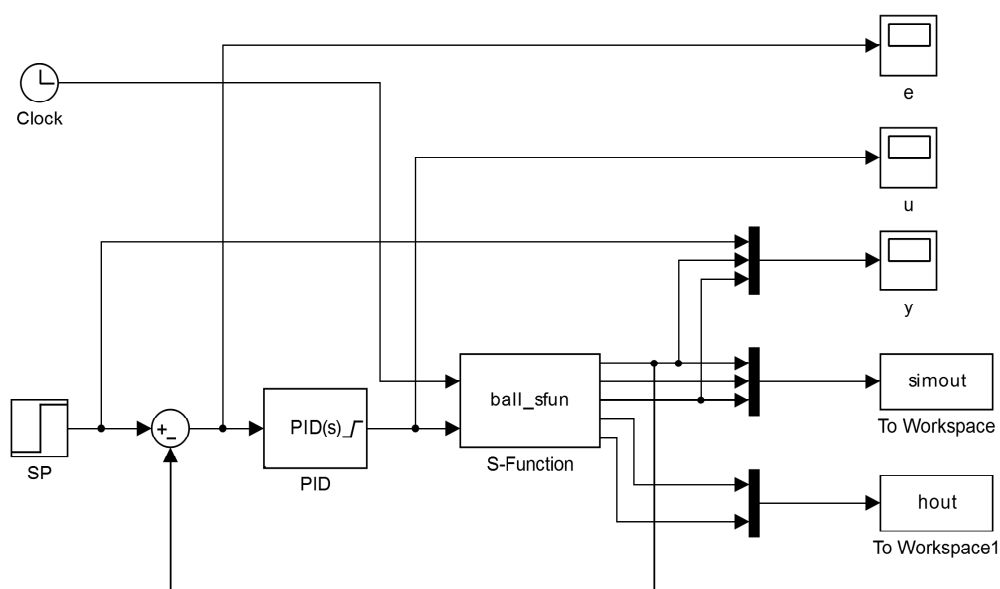 e
Clock
u
y
ball_sfun
simout
To Workspace
SP
+
−
PID(s)
PID
S-Function
hout
To Workspace1